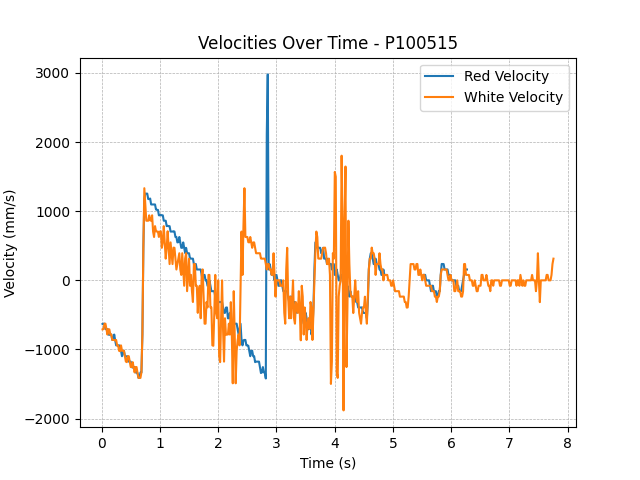 Velocities Over Time - P100515
Red Velocity
White Velocity
3000
2000
1000
0
−1000
−2000
Velocity (mm/s)
0 1 2 3 4 5 6 7 8
Time (s)